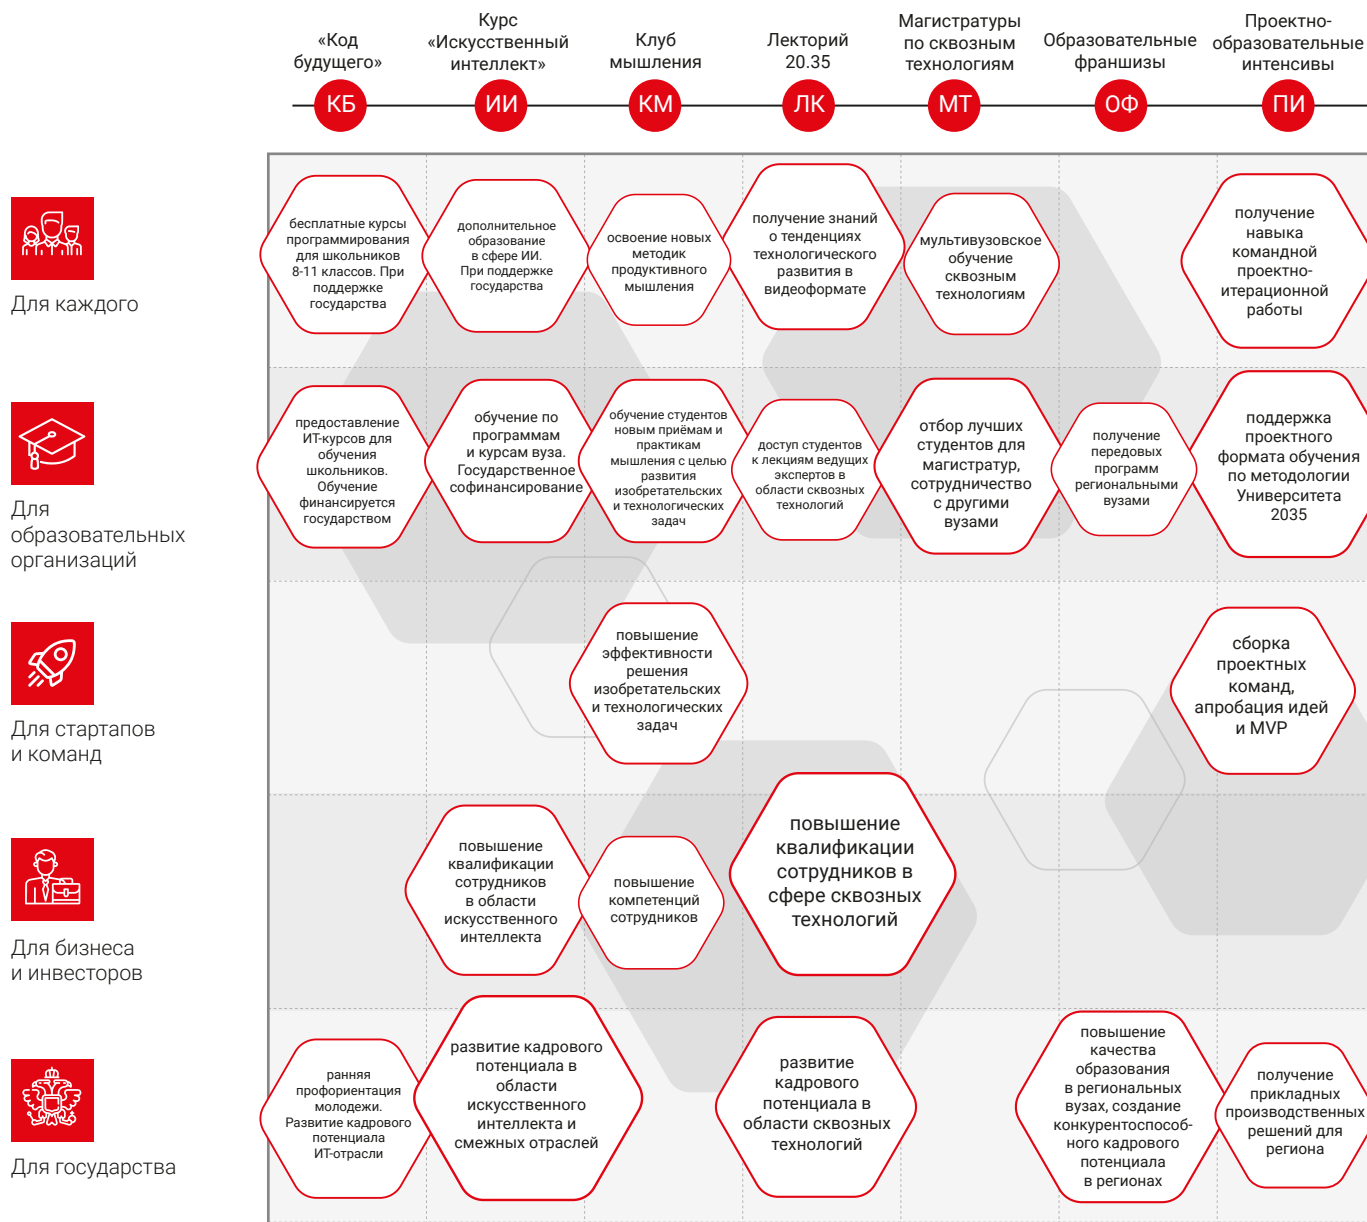 «Код
будущего»
Курс
«Искусственный
интеллект»
Клуб
мышления
Лекторий
20.35
Магистратуры
по сквозным
технологиям
Образовательные
франшизы
Проектно-
образовательные
интенсивы
КБ
ИИ
КМ
ЛК
МТ
ОФ
ПИ
Для каждого
бесплатные курсы
программирования
для школьников
8-11 классов. При
поддержке
государства
дополнительное
образование
в сфере ИИ.
При поддержке
государства
освоение новых
методик
продуктивного
мышления
получение знаний
о тенденциях
технологического
развития в
видеоформате
мультивузовское
обучение
сквозным
технологиям
получение
навыка
командной
проектно-
итерационной
работы
Для
образовательных
организаций
предоставление
ИТ-курсов для
обучения
школьников.
Обучение
финансируется
государством
обучение по
программам
и курсам вуза.
Государственное
софинансирование
обучение студентов
новым приёмам и
практикам
мышления с целью
развития
изобретательских
и технологических
задач
доступ студентов
к лекциям ведущих
экспертов в
области сквозных
технологий
отбор лучших
студентов для
магистратур,
сотрудничество
с другими
вузами
получение
передовых
программ
региональными
вузами
поддержка
проектного
формата обучения
по методологии
Университета
2035
Для стартапов
и команд
повышение
эффективности
решения
изобретательских
и технологических
задач
сборка
проектных
команд,
апробация идей
и MVP
Для бизнеса
и инвесторов
повышение
квалификации
сотрудников
в области
искусственного
интеллекта
повышение
компетенций
сотрудников
повышение
квалификации
сотрудников в
сфере сквозных
технологий
Для государства
ранняя
профориентация
молодежи.
Развитие кадрового
потенциала
ИТ-отрасли
развитие кадрового
потенциала в
области
искусственного
интеллекта и
смежных отраслей
развитие
кадрового
потенциала в
области сквозных
технологий
повышение
качества
образования
в региональных
вузах, создание
конкурентоспособ-
ного кадрового
потенциала
в регионах
получение
прикладных
производственных
решений для
региона